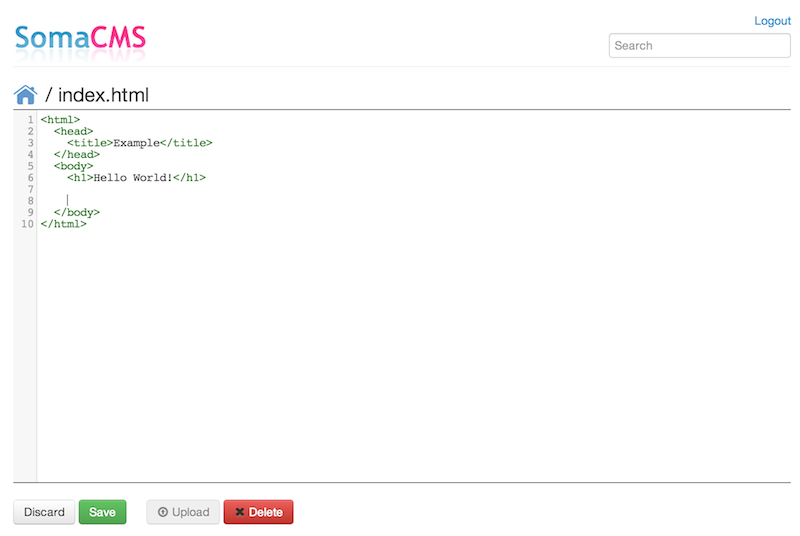 Logout
SomaCMS
Search
/ index.html
1 <html>
2   <head>
3     <title>Example</title>
4   </head>
5   <body>
6     <h1>Hello World!</h1>
7
8
9   </body>
10 </html>
Discard Save Upload Delete